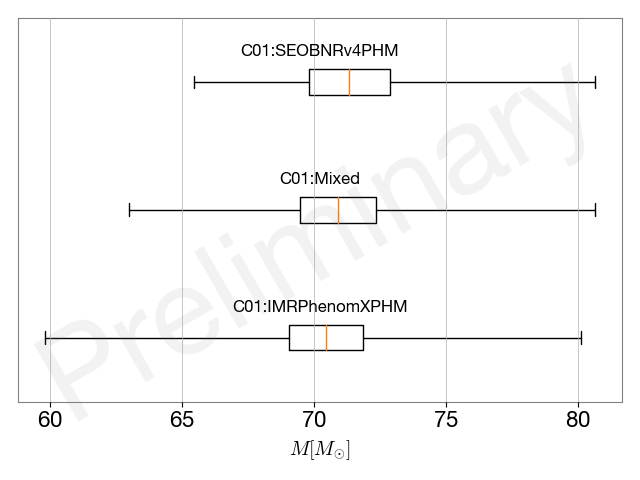 C01:SEOBNRv4PHM
C01:Mixed
C01:IMRPhenomXPHM
Preliminary
60 65 70 75 80
M[M☉]